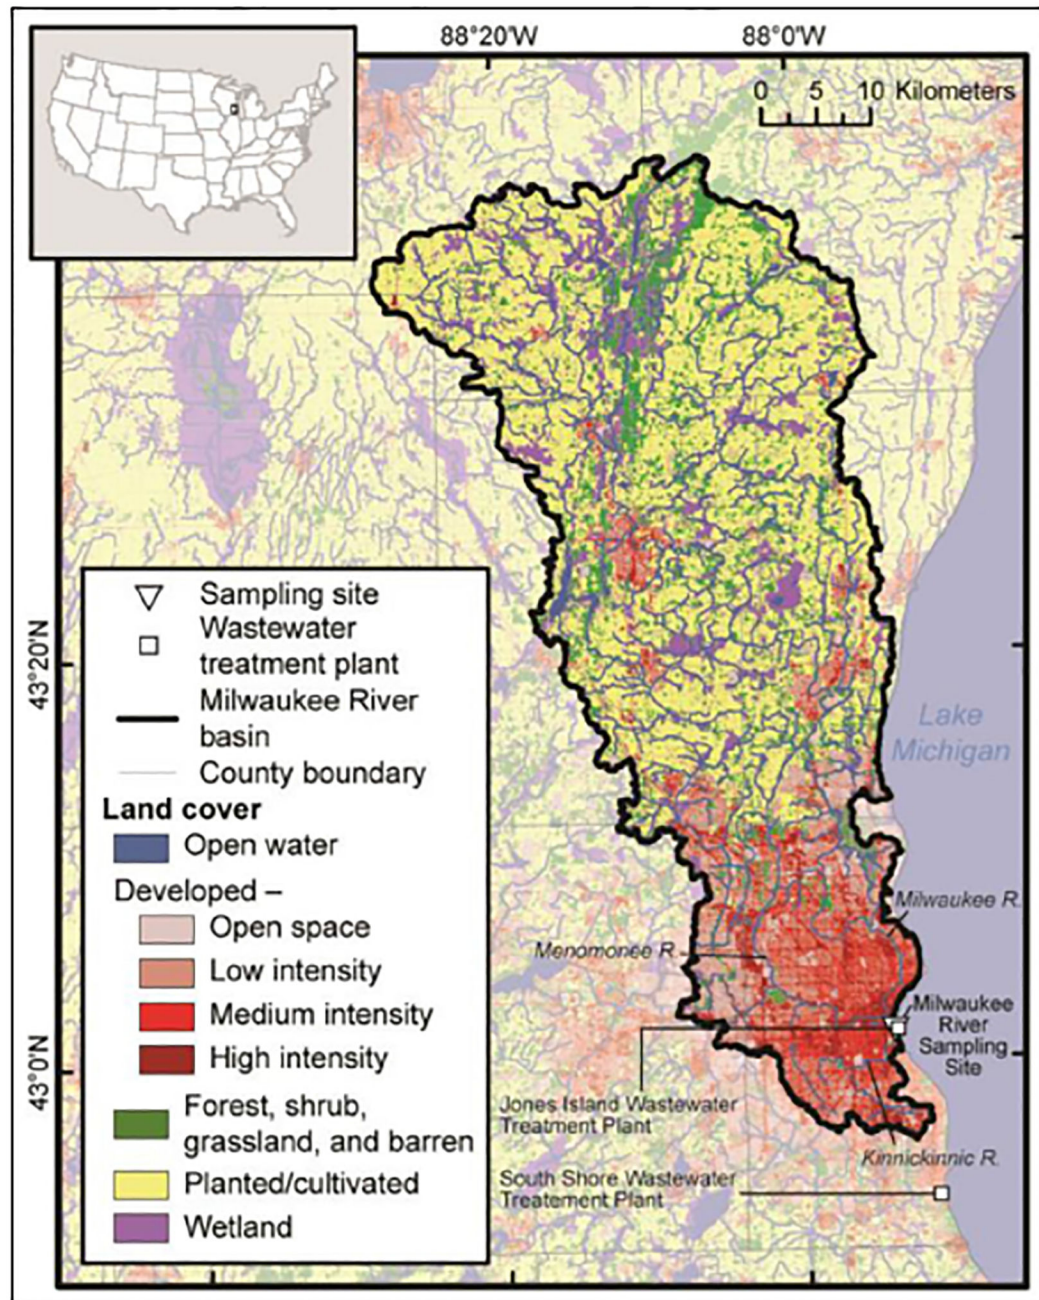 88°20'W
88°0'W
0 5 10 Kilometers
43°20'N
43°0'N
Sampling site
Wastewater
treatment plant
Milwaukee River
basin
County boundary
Land cover
Open water
Developed –
Open space
Low intensity
Medium intensity
High intensity
Forest, shrub,
grassland, and barren
Planted/cultivated
Wetland
Lake
Michigan
Milwaukee R.
Menomonee R.
Milwaukee
River
Sampling
Site
Jones Island Wastewater
Treatment Plant
Kinnickinnic R.
South Shore Wastewater
Treatement Plant